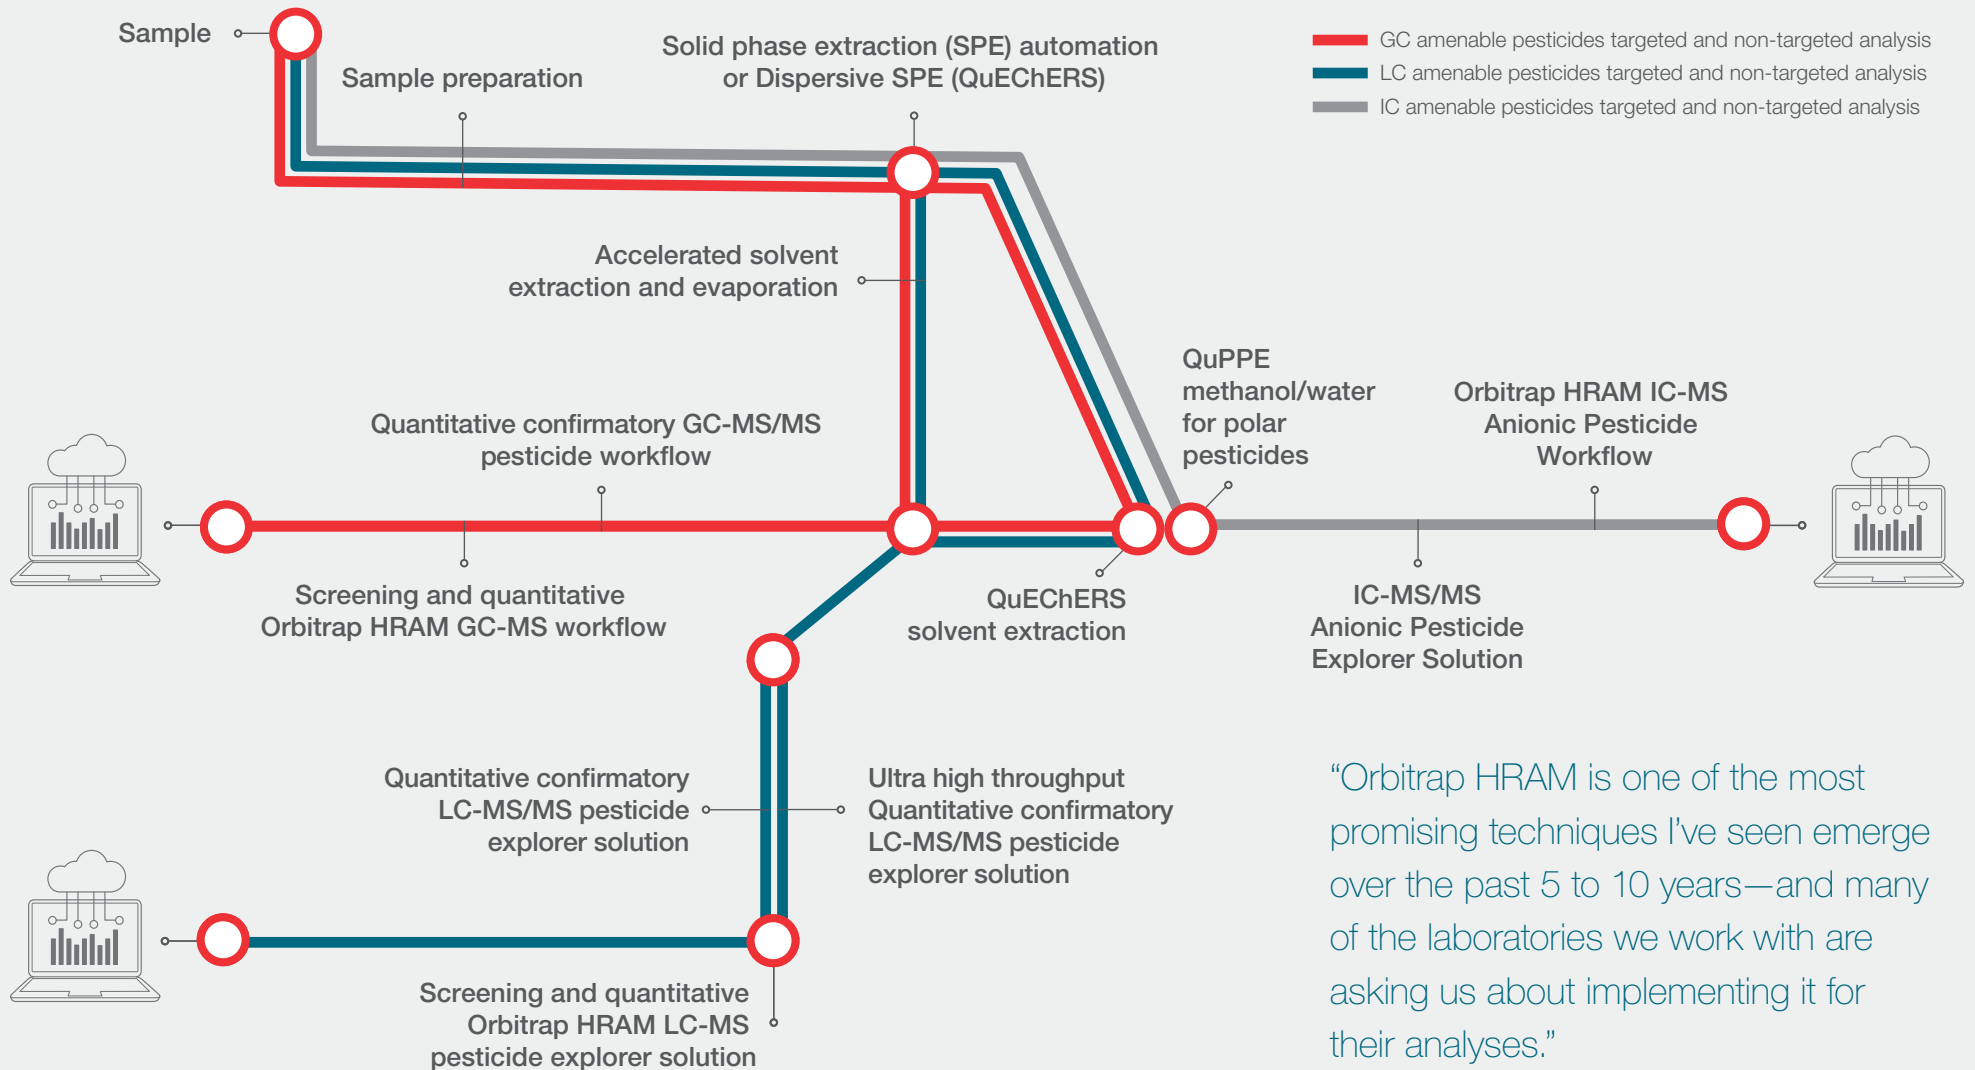 Sample
Sample preparation
Solid phase extraction (SPE) automation
or Dispersive SPE (QuEChERS)
GC amenable pesticides targeted and non-targeted analysis
LC amenable pesticides targeted and non-targeted analysis
IC amenable pesticides targeted and non-targeted analysis
Accelerated solvent
extraction and evaporation
QuPPE
methanol/water
for polar
pesticides
Orbitrap HRAM IC-MS
Anionic Pesticide
Workflow
Quantitative confirmatory GC-MS/MS
pesticide workflow
Screening and quantitative
Orbitrap HRAM GC-MS workflow
QuEChERS
solvent extraction
IC-MS/MS
Anionic Pesticide
Explorer Solution
Quantitative confirmatory
LC-MS/MS pesticide
explorer solution
Ultra high throughput
Quantitative confirmatory
LC-MS/MS pesticide
explorer solution
Screening and quantitative
Orbitrap HRAM LC-MS
pesticide explorer solution
“Orbitrap HRAM is one of the most
promising techniques I’ve seen emerge
over the past 5 to 10 years—and many
of the laboratories we work with are
asking us about implementing it for
their analyses.”